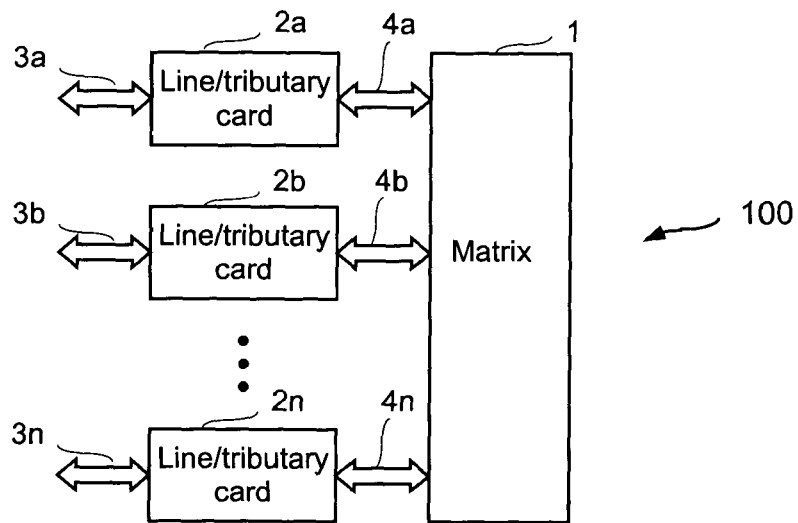 2a
4a
1
3a
Line/tributary
card
2b
4b
3b
Line/tributary
card
Matrix
100
2n
4n
3n
Line/tributary
card